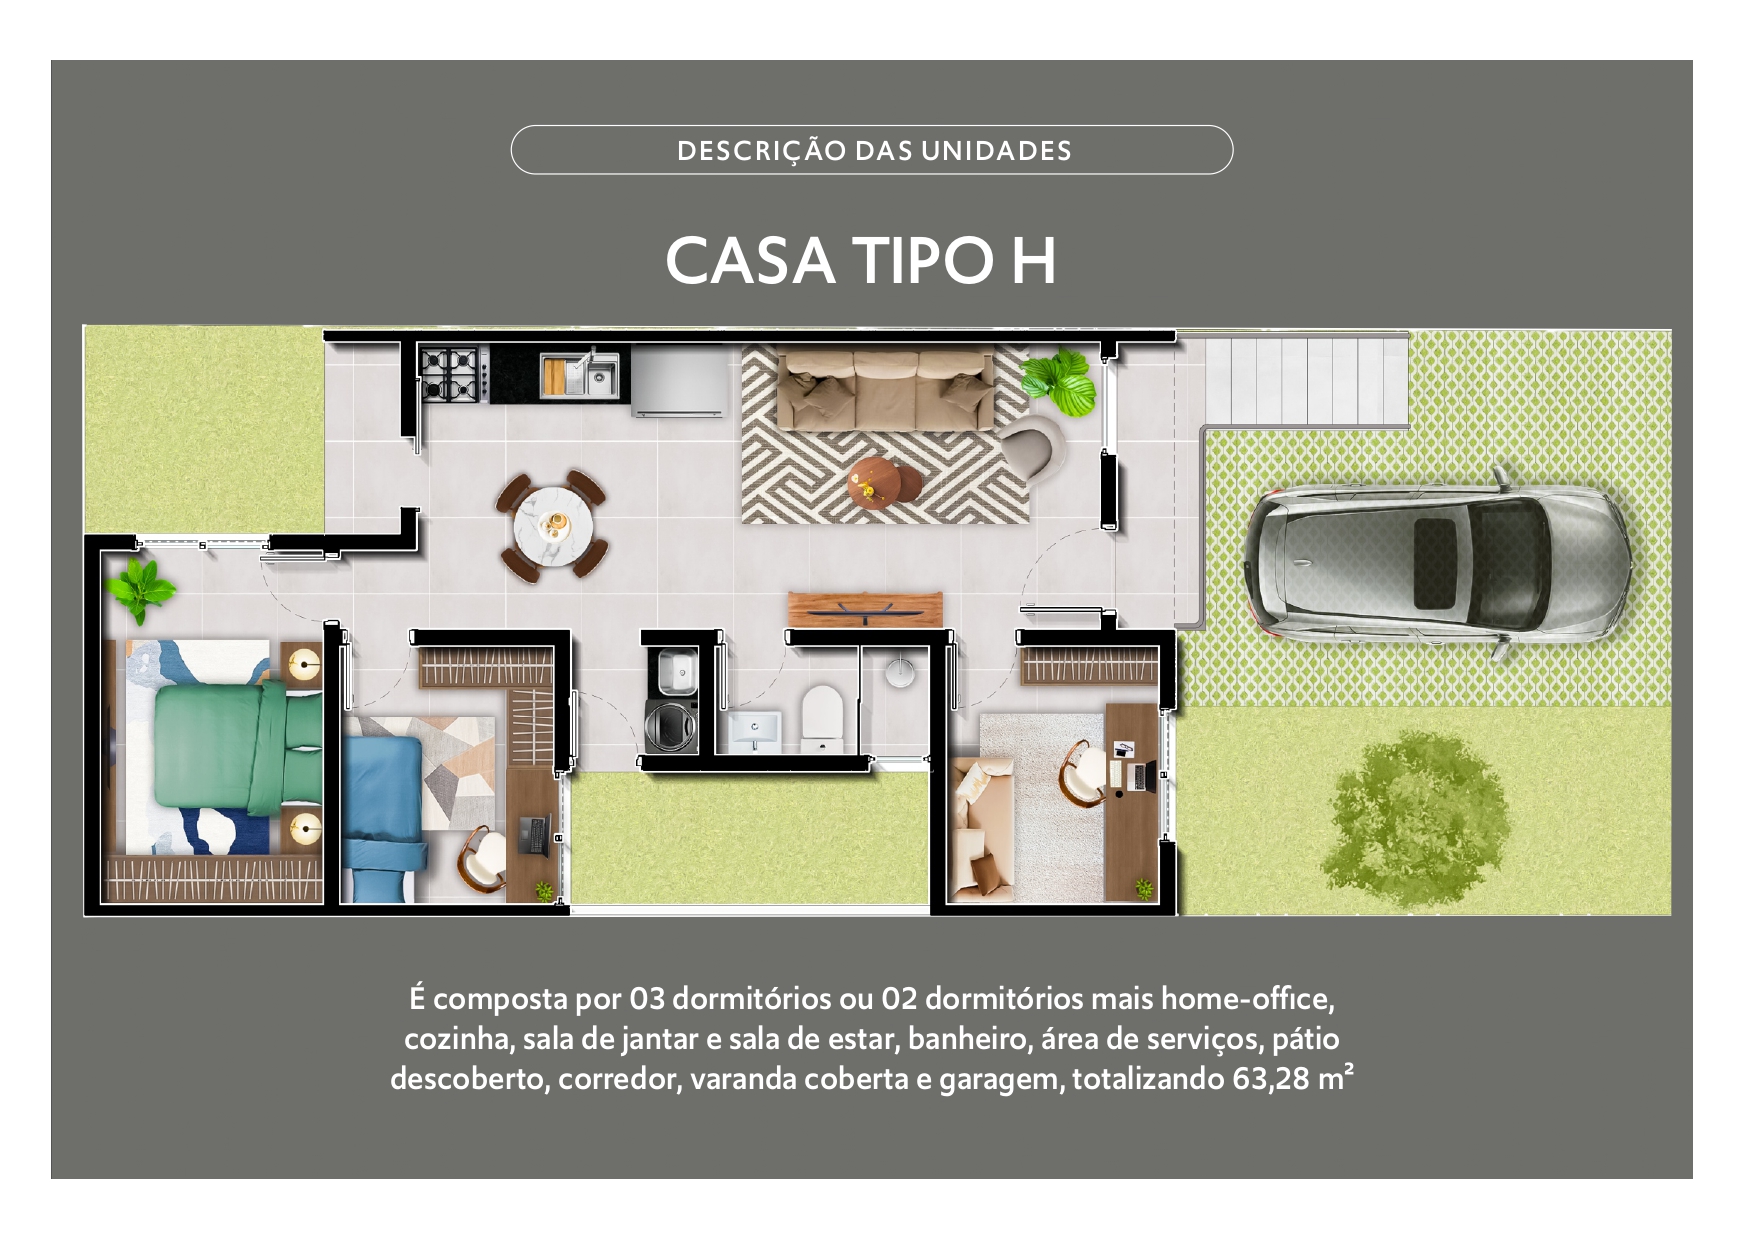 DESCRIÇÃO DAS UNIDADES
CASA TIPO H
É composta por 03 dormitórios ou 02 dormitórios mais home-office,
cozinha, sala de jantar e sala de estar, banheiro, área de serviços, pátio
descoberto, corredor, varanda coberta e garagem, totalizando 63,28 m²